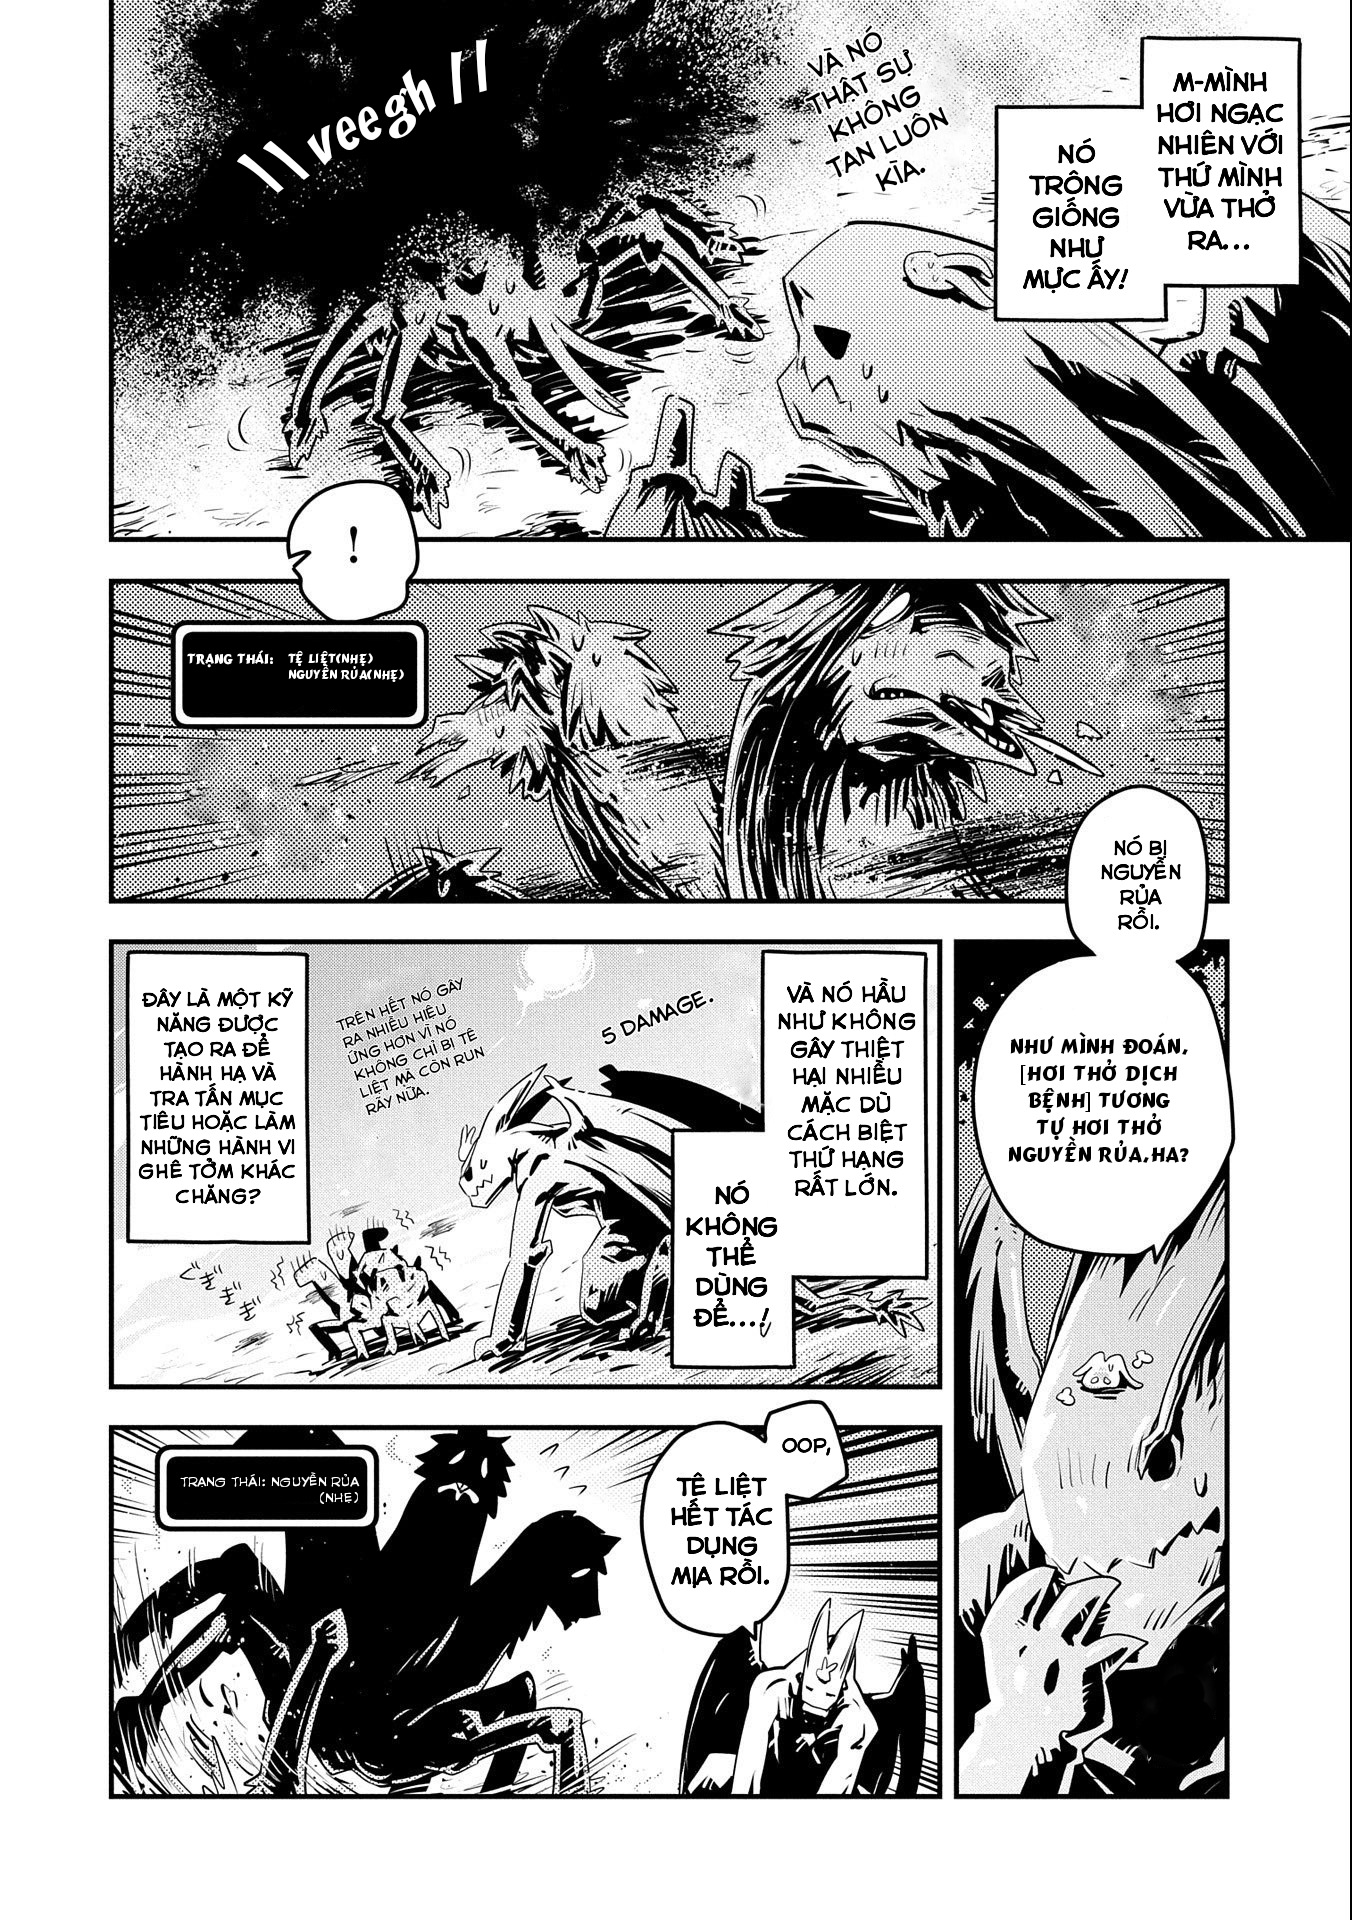 M-MÌNH
HƠI NGẠC
NHIÊN VỚI
THỨ MÌNH
VỪA THỞ
RA...
NÓ
TRÔNG
GIỐNG
NHƯ
MỰC ẤY!
VÀ NÓ
THẬT SỰ
KHÔNG
TAN LUÔN
KÌA.
\\ veegh //
!
TRẠNG THÁI: TÊ LIỆT(NHẸ)
NGUYỀN RỦA(NHẸ)
NÓ BỊ
NGUYỀN
RỦA
RỒI.
NHƯ MÌNH ĐOÁN,
[HƠI THỞ DỊCH
BỆNH] TƯƠNG
TỰ HƠI THỞ
NGUYỀN RỦA,HA?
VÀ NÓ HẦU
NHƯ KHÔNG
GÂY THIỆT
HẠI NHIỀU
MẶC DÙ
CÁCH BIỆT
THỨ HẠNG
RẤT LỚN.
NÓ
KHÔNG
THỂ
DÙNG
ĐỂ...!
5 DAMAGE.
TRÊN HẾT NÓ GÂY
RA NHIỀU HIỆU
ỨNG HƠN VÌ NÓ
KHÔNG CHỈ BỊ TÊ
LIỆT MÀ CÒN RUN
RẨY NỮA.
ĐÂY LÀ MỘT KỸ
NĂNG ĐƯỢC
TẠO RA ĐỂ
HÀNH HẠ VÀ
TRA TẤN MỤC
TIÊU HOẶC LÀM
NHỮNG HÀNH VI
GHÊ TỞM KHÁC
CHĂNG?
ぐぎぎ
ぐぎぎ
OOP,
TÊ LIỆT
HẾT TÁC
DỤNG
MỊA RỒI.
TRẠNG THÁI: NGUYỀN RỦA
(NHẸ)